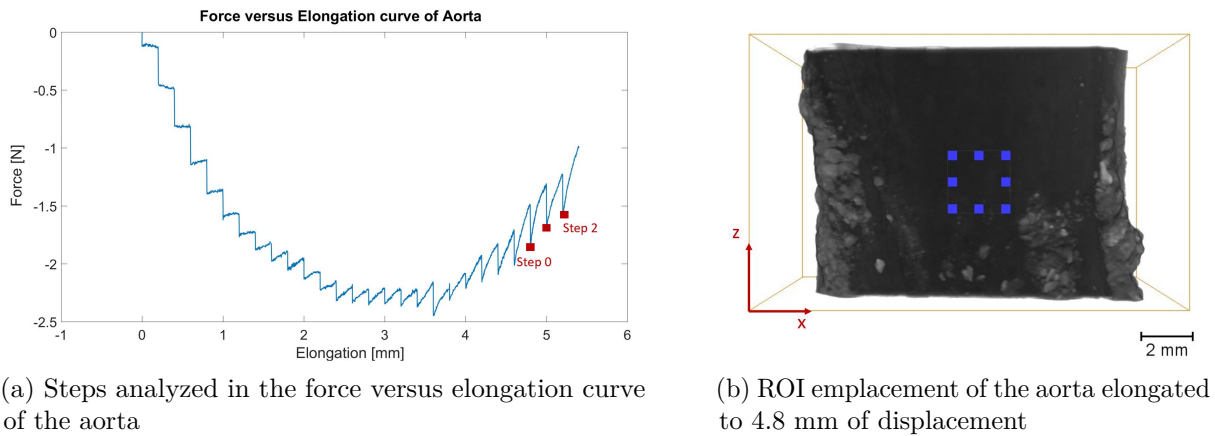 Force versus Elongation curve of Aorta
0
-0.5
-1
-1.5
-2
-2.5
Force [N]
-1 0 1 2 3 4 5 6
Elongation [mm]
Step 0
Step 2
z
x
2 mm
(a) Steps analyzed in the force versus elongation curve
of the aorta
(b) ROI emplacement of the aorta elongated
to 4.8 mm of displacement